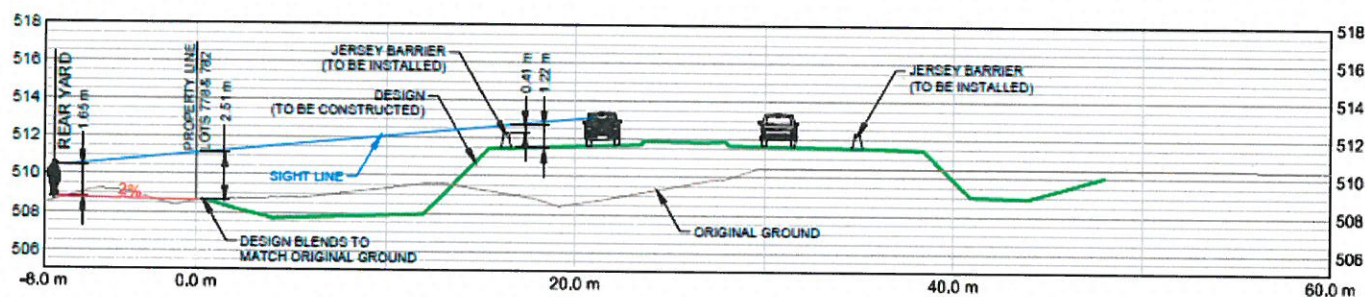 518
516
514
512
510
508
506
REAR YARD
1.65 m
2%
PROPERTY LINE
LOTS 778 & 782
2.51 m
JERSEY BARRIER
(TO BE INSTALLED)
DESIGN
(TO BE CONSTRUCTED)
SIGHT LINE
0.41 m
1.22 m
JERSEY BARRIER
(TO BE INSTALLED)
DESIGN BLENDS TO
MATCH ORIGINAL GROUND
ORIGINAL GROUND
518
516
514
512
510
508
506
-8.0 m
0.0 m
20.0 m
40.0 m
60.0 m